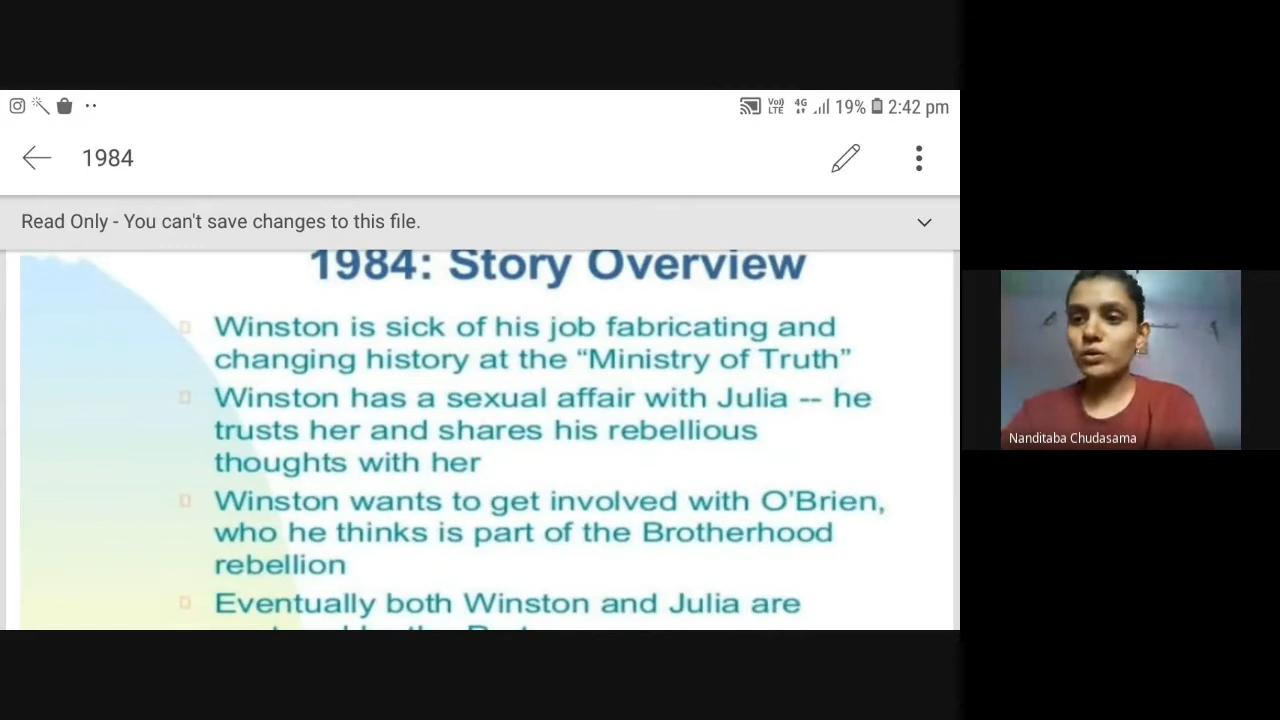 VoLTE 4G 19% 2:42 pm
1984
Read Only - You can't save changes to this file.
1984: Story Overview
Winston is sick of his job fabricating and
changing history at the “Ministry of Truth”
Winston has a sexual affair with Julia -- he
trusts her and shares his rebellious
thoughts with her
Winston wants to get involved with O'Brien,
who he thinks is part of the Brotherhood
rebellion
Eventually both Winston and Julia are
Nanditaba Chudasama